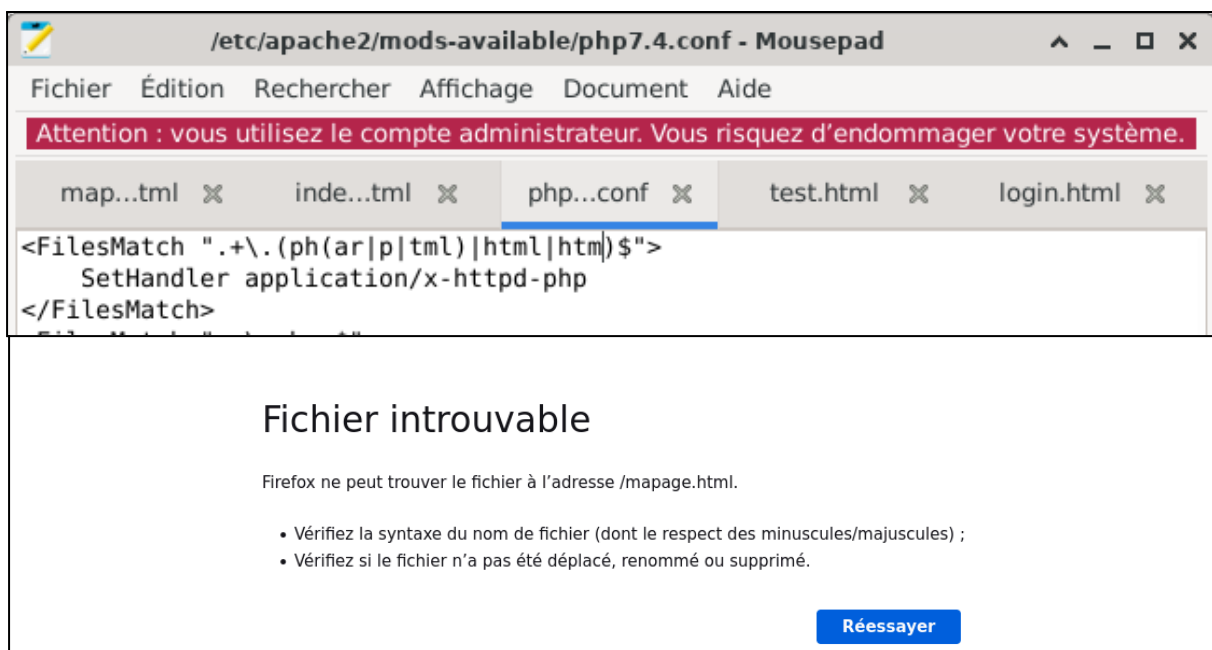 /etc/apache2/mods-available/php7.4.conf - Mousepad
Fichier Édition Rechercher Affichage Document Aide
Attention : vous utilisez le compte administrateur. Vous risquez d’endommager votre système.
map...tml inde...tml php...conf test.html login.html
<FilesMatch ".+\.(ph(ar|p|tml)|html|htm)$">
    SetHandler application/x-httpd-php
</FilesMatch>
Fichier introuvable
Firefox ne peut trouver le fichier à l’adresse /mapage.html.
• Vérifiez la syntaxe du nom de fichier (dont le respect des minuscules/majuscules) ;
• Vérifiez si le fichier n’a pas été déplacé, renommé ou supprimé.
Réessayer